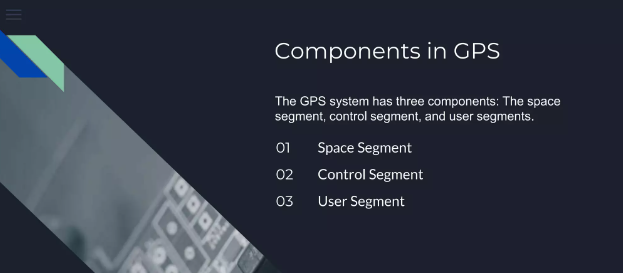 Components in GPS
The GPS system has three components: The space
segment, control segment, and user segments.
01 Space Segment
02 Control Segment
03 User Segment